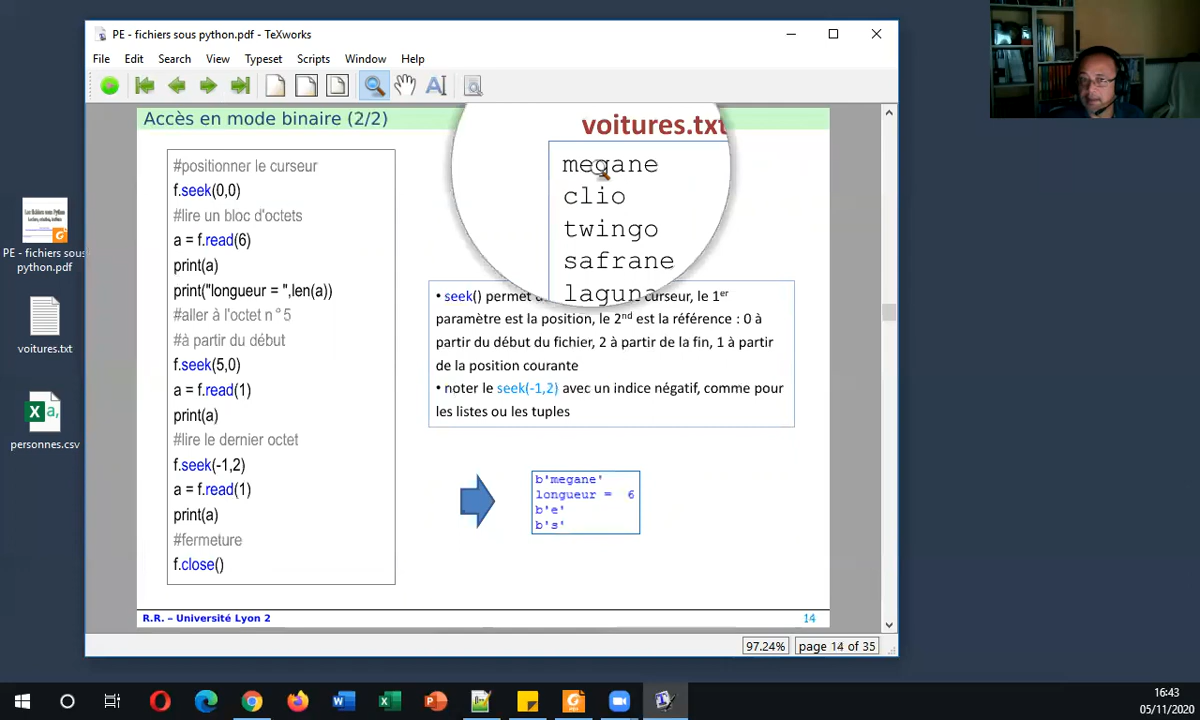 PE - fichiers sous python.pdf - TeXworks
File Edit Search View Typeset Scripts Window Help
Accès en mode binaire (2/2)
voitures.txt
megane
clio
twingo
safrane
laguna
#positionner le curseur
f.seek(0,0)
#lire un bloc d'octets
a = f.read(6)
print(a)
print("longueur = ",len(a))
#aller à l'octet n°5
#à partir du début
f.seek(5,0)
a = f.read(1)
print(a)
#lire le dernier octet
f.seek(-1,2)
a = f.read(1)
print(a)
#fermeture
f.close()
• seek() permet curseur, le 1er
paramètre est la position, le 2nd est la référence : 0 à
partir du début du fichier, 2 à partir de la fin, 1 à partir
de la position courante
• noter le seek(-1,2) avec un indice négatif, comme pour
les listes ou les tuples
b'megane'
longueur = 6
b'e'
b's'
R.R. – Université Lyon 2
14
97.24%
page 14 of 35
PE - fichiers sous
python.pdf
voitures.txt
personnes.csv
16:43
05/11/2020